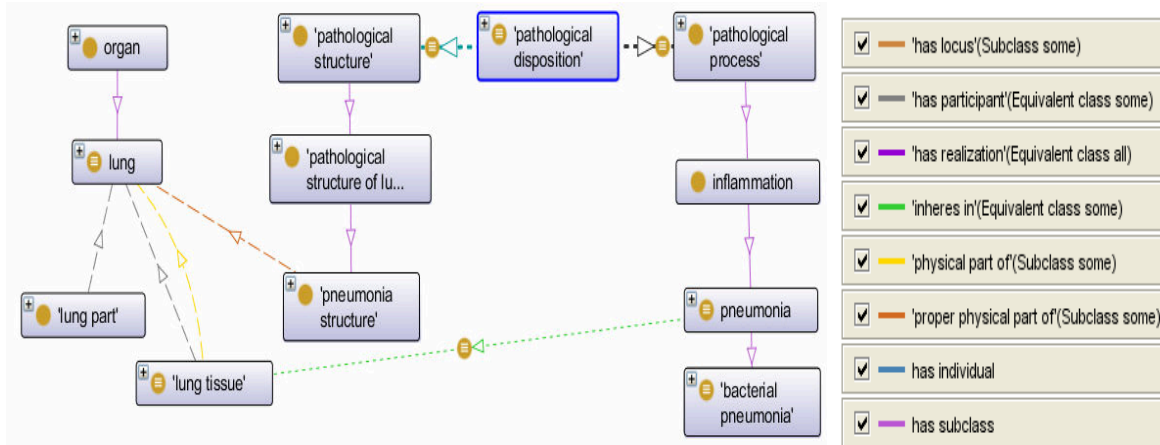 organ
'pathological
structure'
'pathological
disposition'
'pathological
process'
lung
'pathological
structure of lu...
inflammation
'lung part'
'pneumonia
structure'
pneumonia
'lung tissue'
'bacterial
pneumonia'
'has locus'(Subclass some)
'has participant'(Equivalent class some)
'has realization'(Equivalent class all)
'inheres in'(Equivalent class some)
'physical part of'(Subclass some)
'proper physical part of'(Subclass some)
has individual
has subclass